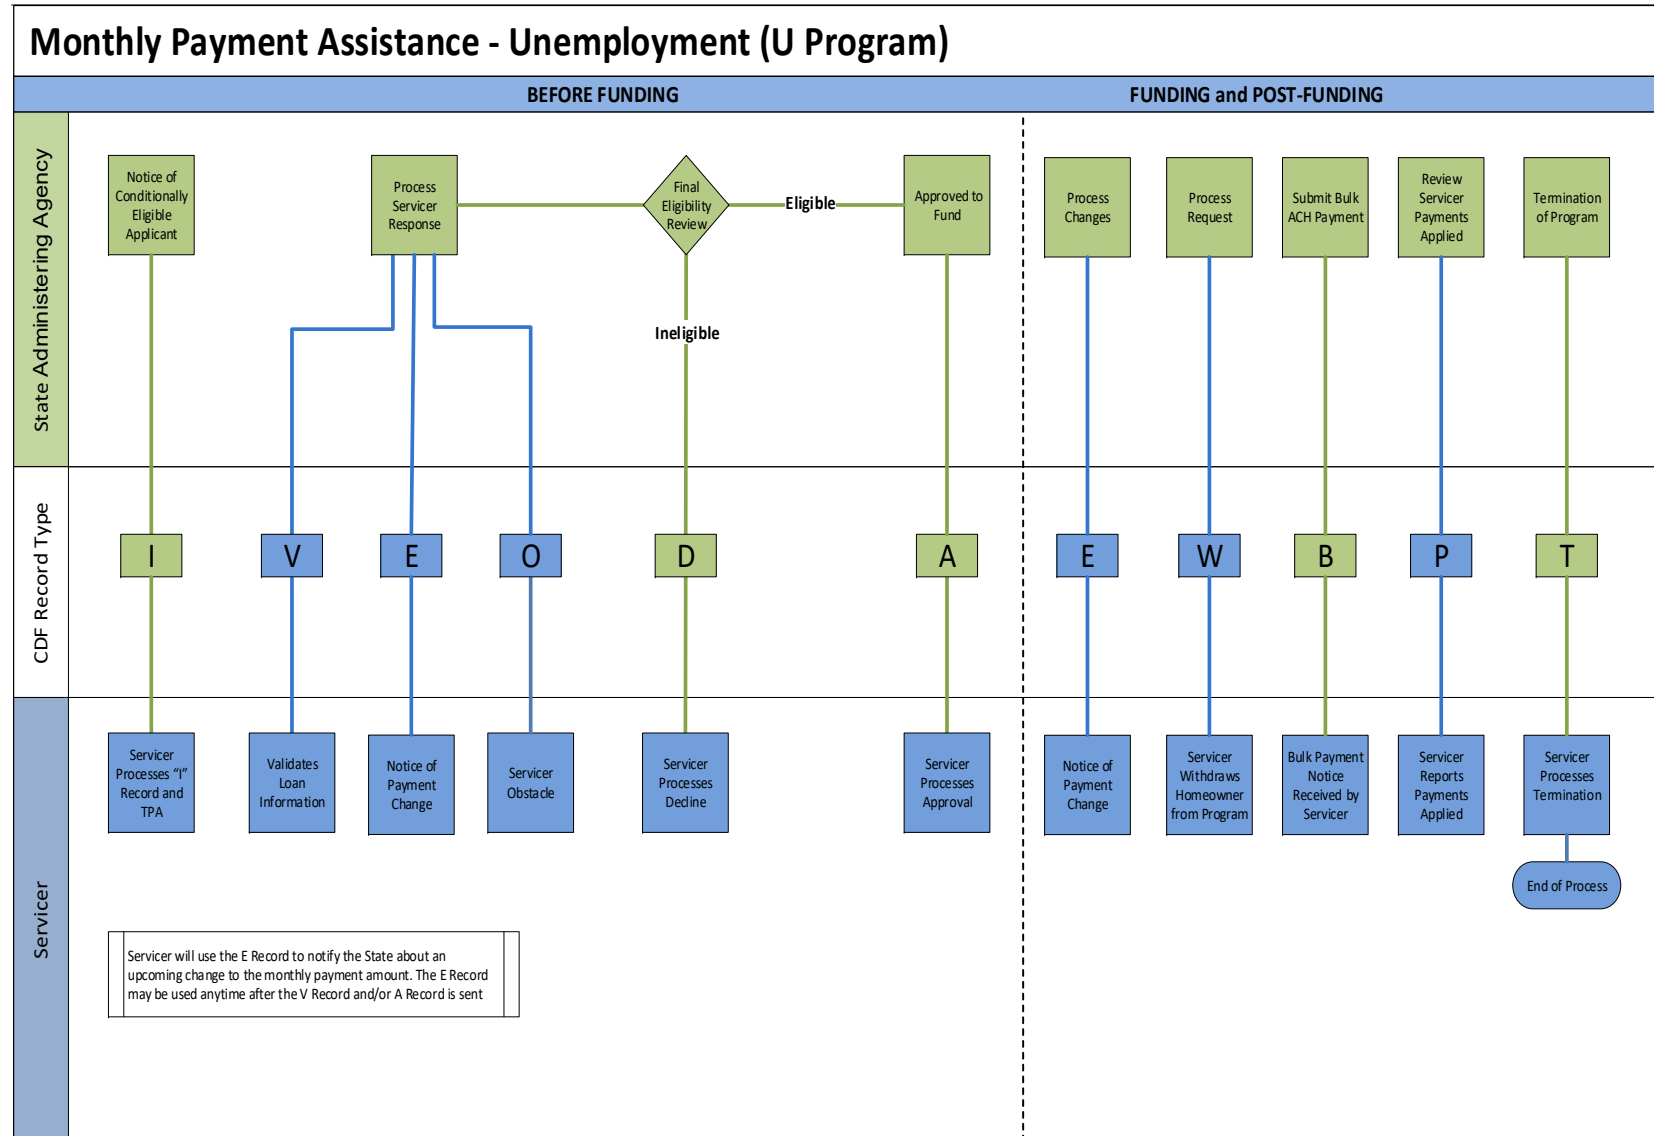 Monthly Payment Assistance - Unemployment (U Program)
BEFORE FUNDING
FUNDING and POST-FUNDING
State Administering Agency
Notice of
Conditionally
Eligible
Applicant
Process
Servicer
Response
Final
Eligibility
Review
Eligible
Approved to
Fund
Ineligible
Process
Changes
Process
Request
Submit Bulk
ACH Payment
Review
Servicer
Payments
Applied
Termination
of Program
CDF Record Type
I
V
E
O
D
A
E
W
B
P
T
Servicer
Servicer
Processes “I”
Record and
TPA
Validates
Loan
Information
Notice of
Payment
Change
Servicer
Obstacle
Servicer
Processes
Decline
Servicer
Processes
Approval
Notice of
Payment
Change
Servicer
Withdraws
Homeowner
from Program
Bulk Payment
Notice
Received by
Servicer
Servicer
Reports
Payments
Applied
Servicer
Processes
Termination
End of Process
Servicer will use the E Record to notify the State about an
upcoming change to the monthly payment amount. The E Record
may be used anytime after the V Record and/or A Record is sent